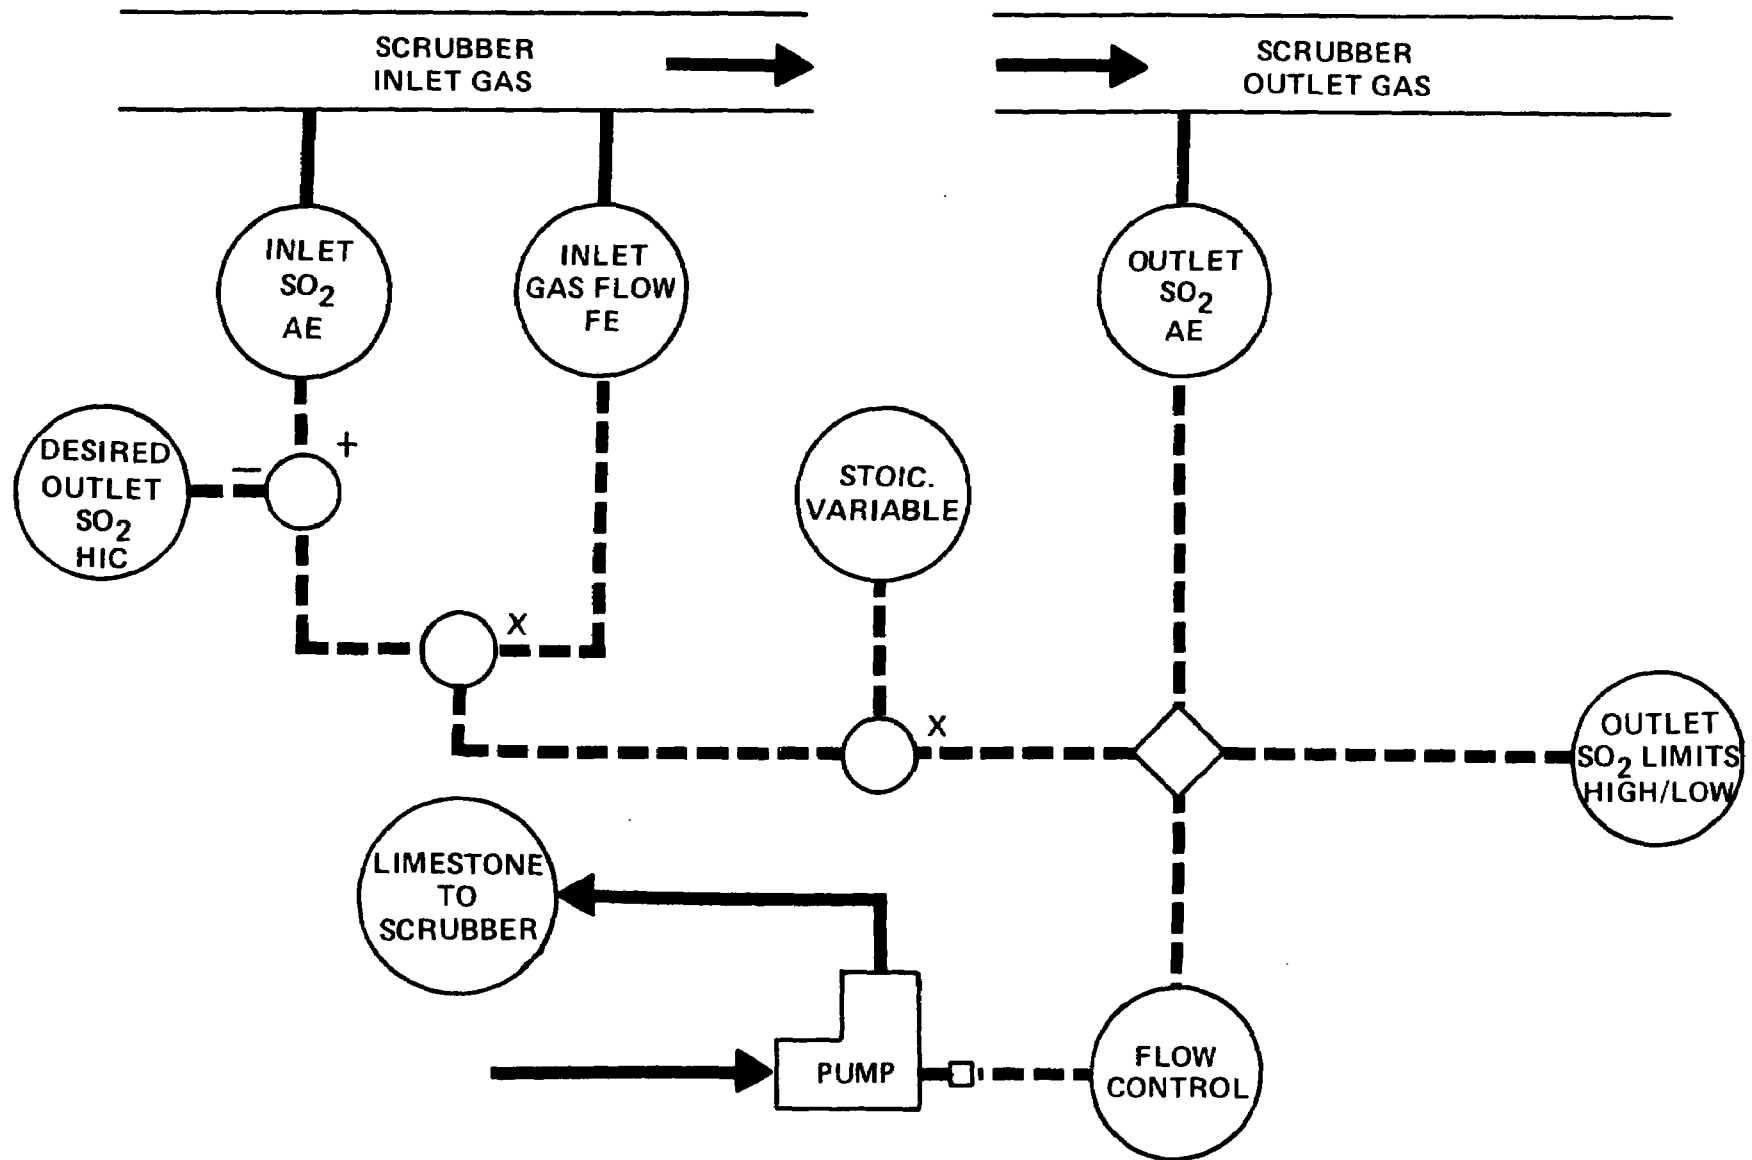 SCRUBBER
INLET GAS
SCRUBBER
OUTLET GAS
INLET
SO2
AE
INLET
GAS FLOW
FE
OUTLET
SO2
AE
DESIRED
OUTLET
SO2
HIC
–
+
STOIC.
VARIABLE
X
X
OUTLET
SO2 LIMITS
HIGH/LOW
LIMESTONE
TO
SCRUBBER
PUMP
FLOW
CONTROL